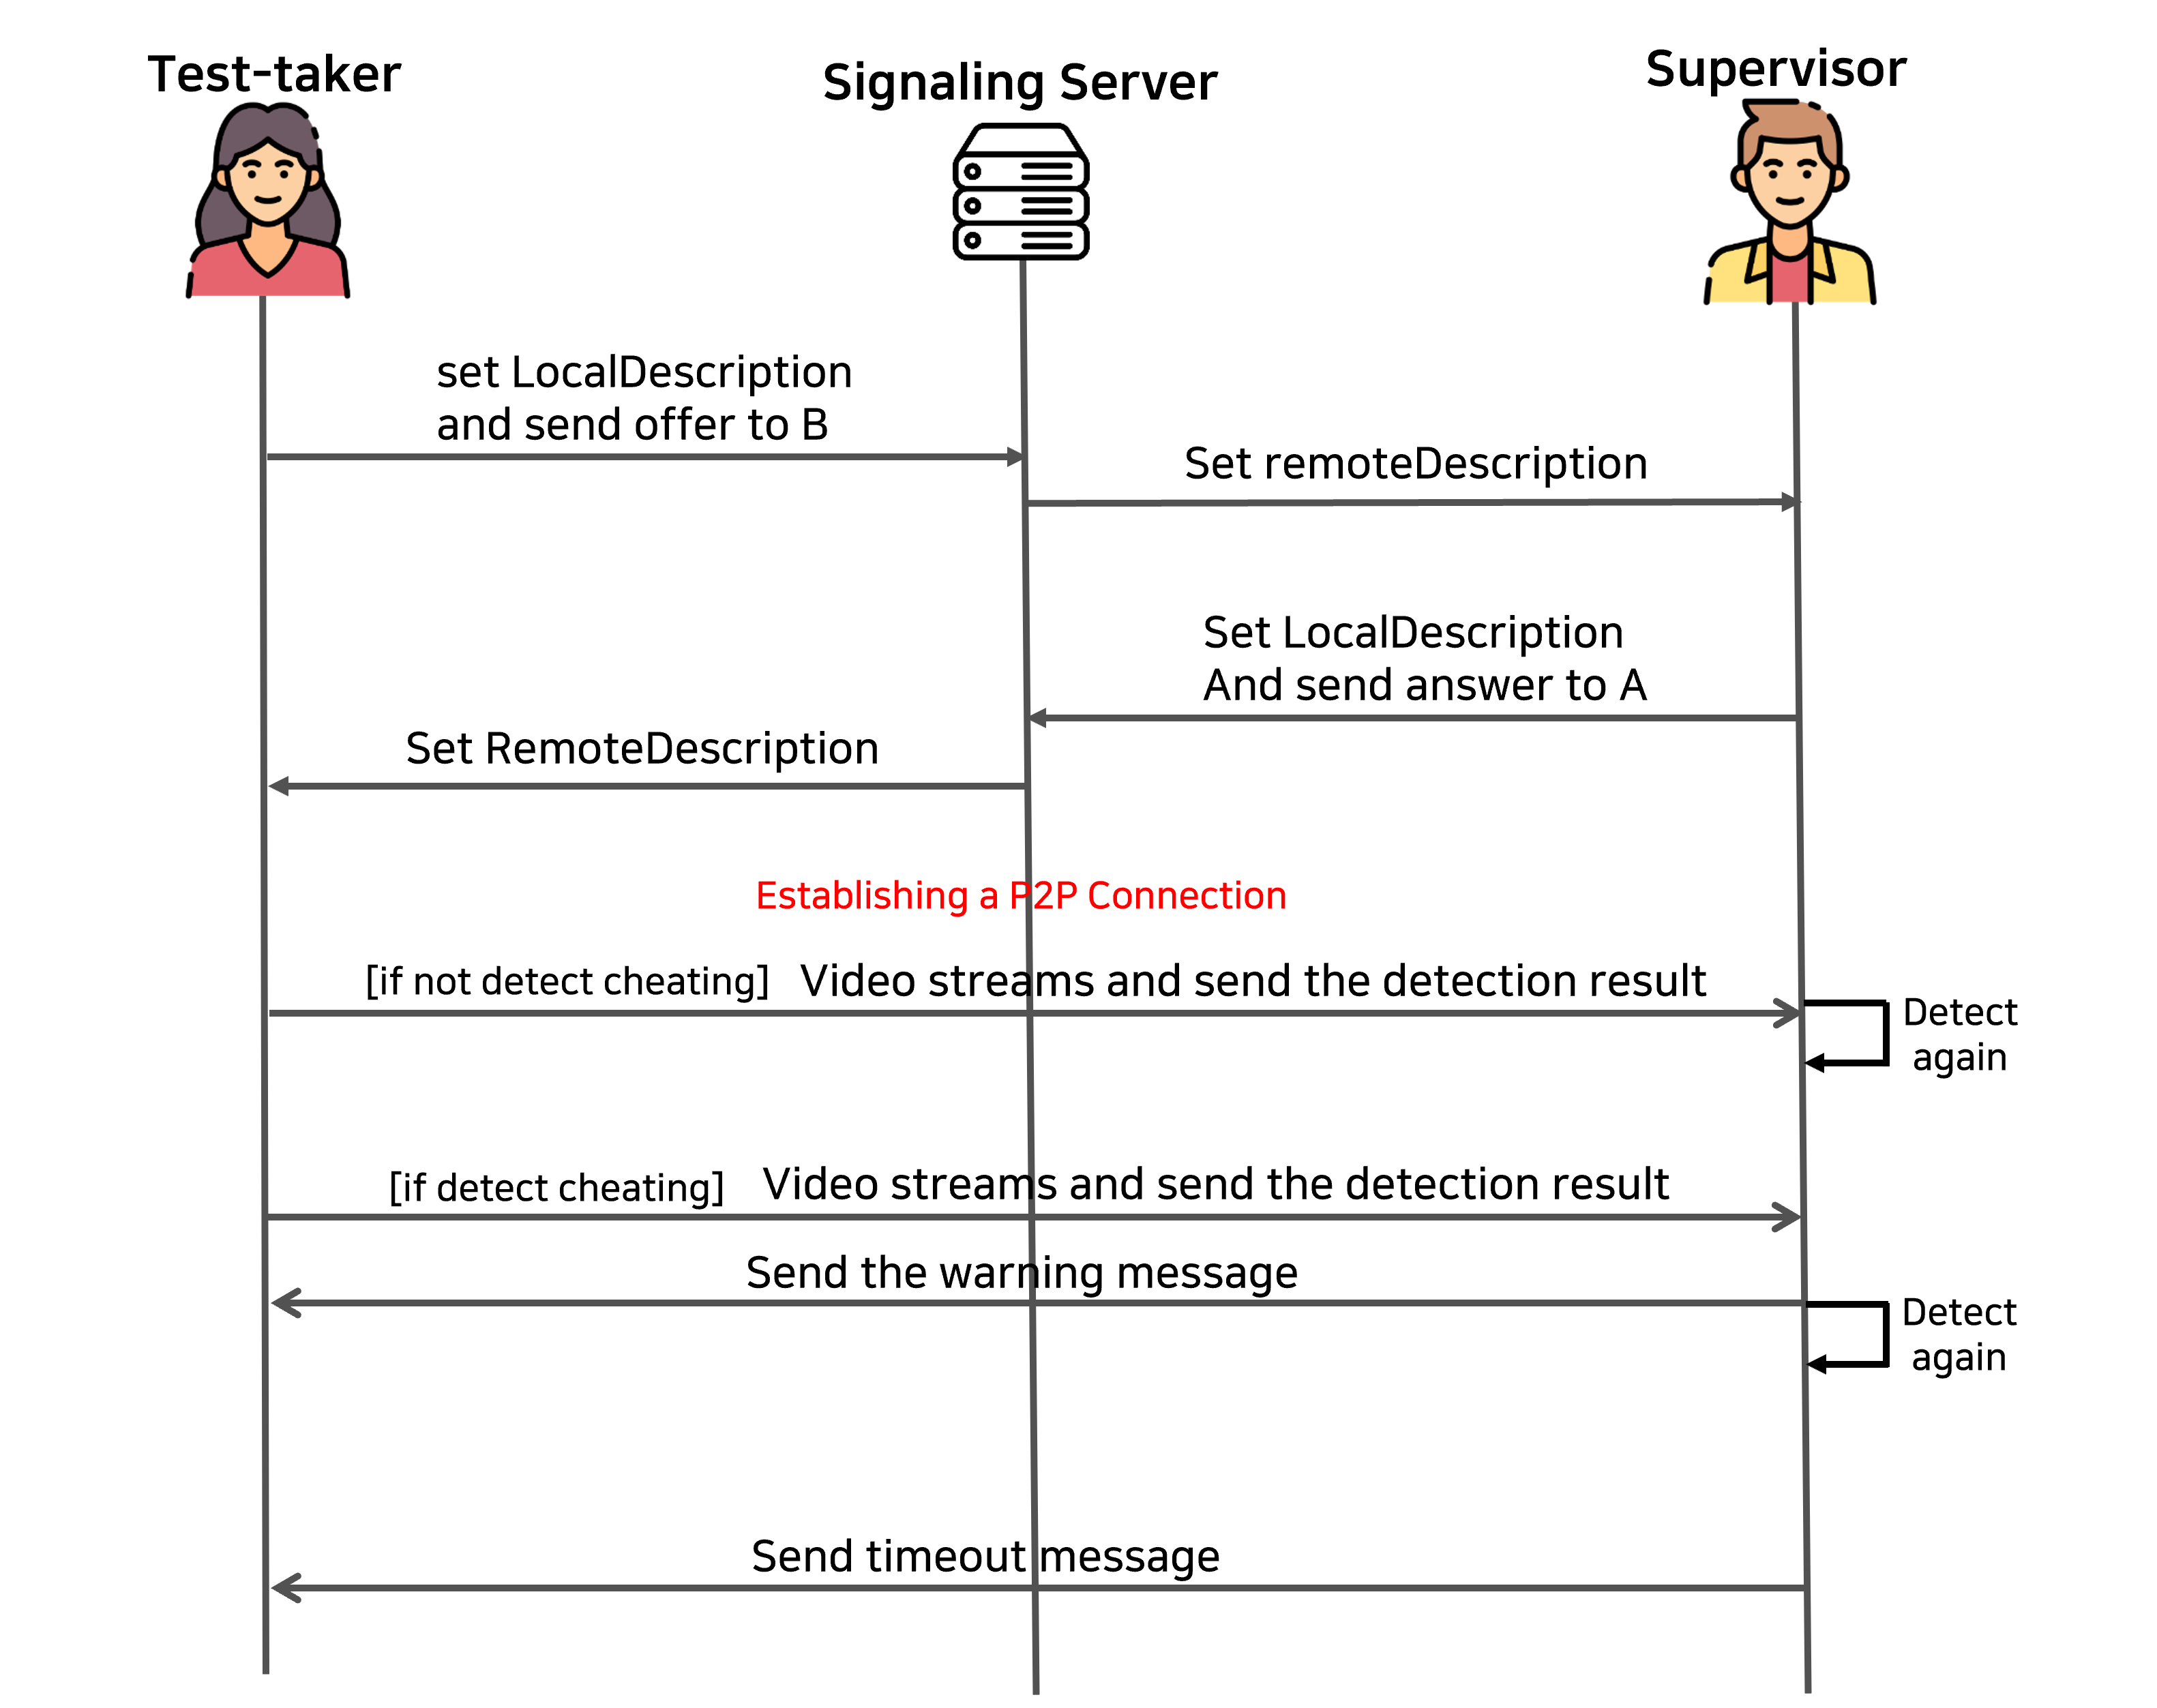 Test-taker
Signaling Server
Supervisor
set LocalDescription
and send offer to B
Set remoteDescription
Set LocalDescription
And send answer to A
Set RemoteDescription
Establishing a P2P Connection
[if not detect cheating] Video streams and send the detection result
Detect
again
[if detect cheating] Video streams and send the detection result
Send the warning message
Detect
again
Send timeout message